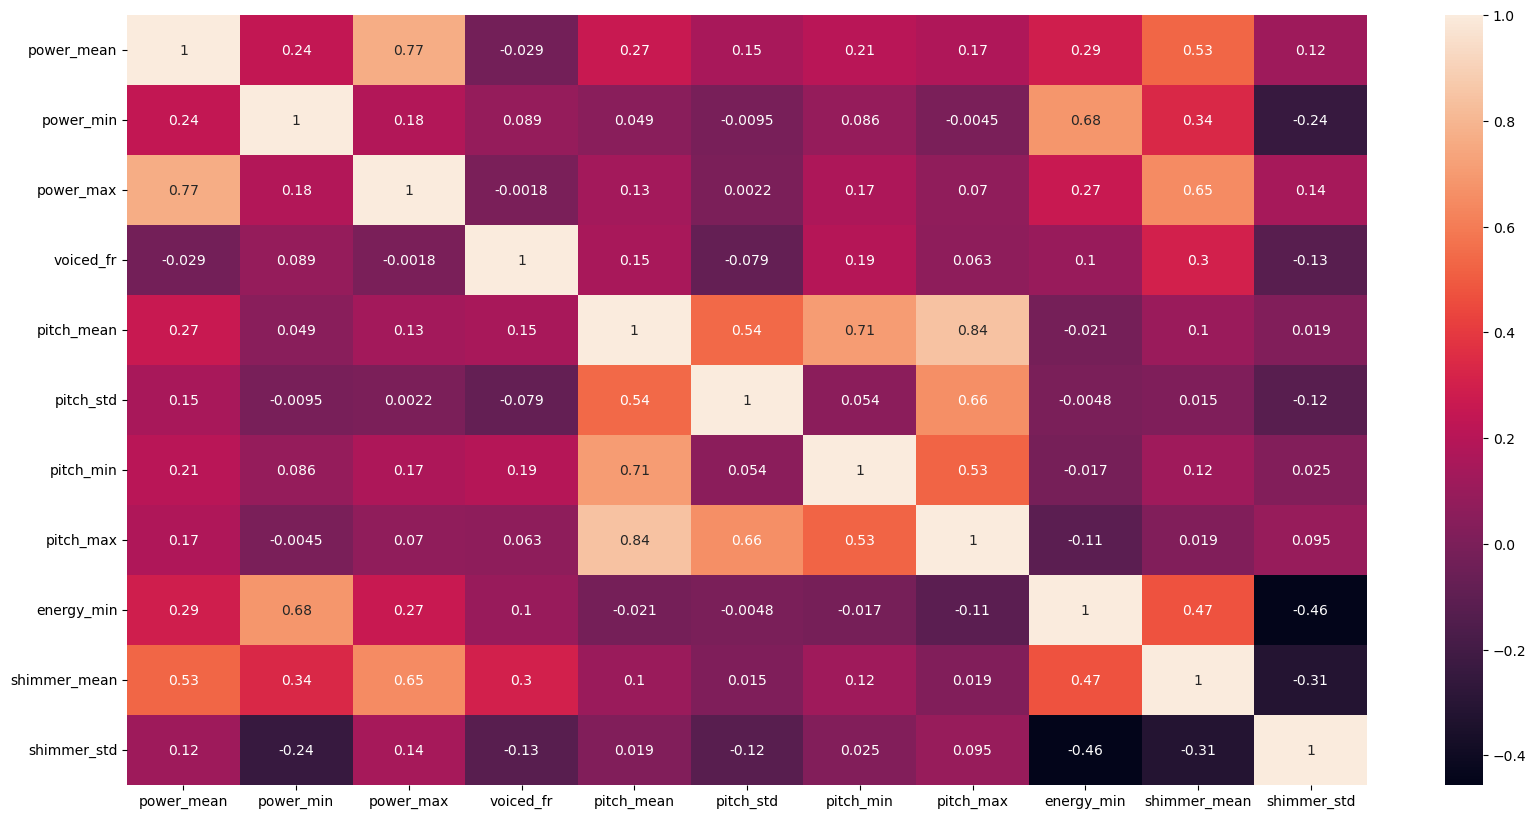 power_mean 1 0.24 0.77 -0.029 0.27 0.15 0.21 0.17 0.29 0.53 0.12
power_min 0.24 1 0.18 0.089 0.049 -0.0095 0.086 -0.0045 0.68 0.34 -0.24
power_max 0.77 0.18 1 -0.0018 0.13 0.0022 0.17 0.07 0.27 0.65 0.14
voiced_fr -0.029 0.089 -0.0018 1 0.15 -0.079 0.19 0.063 0.1 0.3 -0.13
pitch_mean 0.27 0.049 0.13 0.15 1 0.54 0.71 0.84 -0.021 0.1 0.019
pitch_std 0.15 -0.0095 0.0022 -0.079 0.54 1 0.054 0.66 -0.0048 0.015 -0.12
pitch_min 0.21 0.086 0.17 0.19 0.71 0.054 1 0.53 -0.017 0.12 0.025
pitch_max 0.17 -0.0045 0.07 0.063 0.84 0.66 0.53 1 -0.11 0.019 0.095
energy_min 0.29 0.68 0.27 0.1 -0.021 -0.0048 -0.017 -0.11 1 0.47 -0.46
shimmer_mean 0.53 0.34 0.65 0.3 0.1 0.015 0.12 0.019 0.47 1 -0.31
shimmer_std 0.12 -0.24 0.14 -0.13 0.019 -0.12 0.025 0.095 -0.46 -0.31 1
power_mean power_min power_max voiced_fr pitch_mean pitch_std pitch_min pitch_max energy_min shimmer_mean shimmer_std
1.0
0.8
0.6
0.4
0.2
0.0
−0.2
−0.4